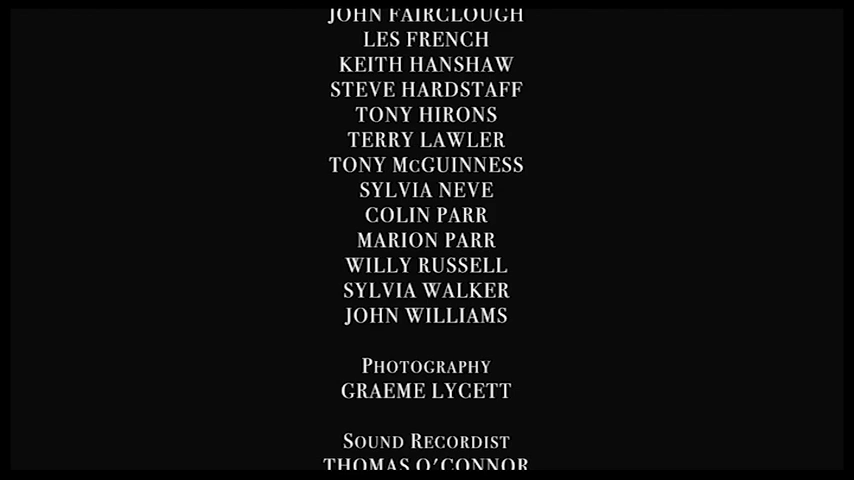 JOHN FAIRCLOUGH
LES FRENCH
KEITH HANSHAW
STEVE HARDSTAFF
TONY HIRONS
TERRY LAWLER
TONY McGUINNESS
SYLVIA NEVE
COLIN PARR
MARION PARR
WILLY RUSSELL
SYLVIA WALKER
JOHN WILLIAMS
PHOTOGRAPHY
GRAEME LYCETT
SOUND RECORDIST
THOMAS O'CONNOR